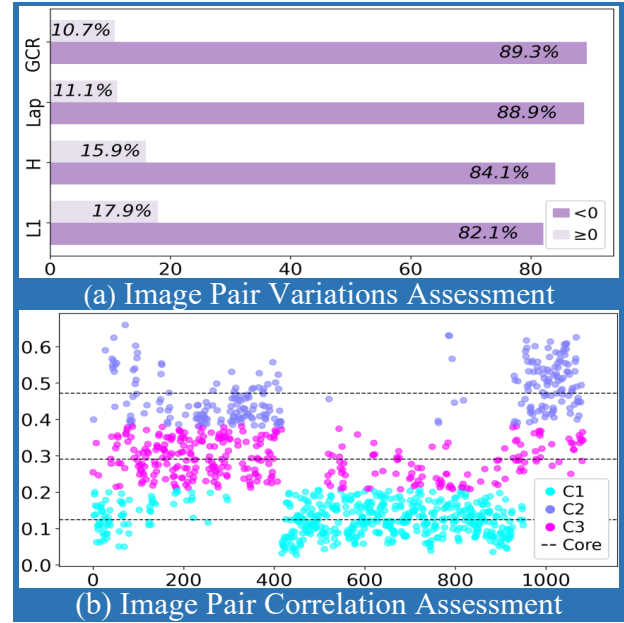 10.7%
GCR
89.3%
11.1%
Lap
88.9%
15.9%
H
84.1%
17.9%
L1
82.1%
<0
≥0
0 20 40 60 80
(a) Image Pair Variations Assessment
0.6
0.5
0.4
0.3
0.2
0.1
0.0
C1
C2
C3
Core
0 200 400 600 800 1000
(b) Image Pair Correlation Assessment